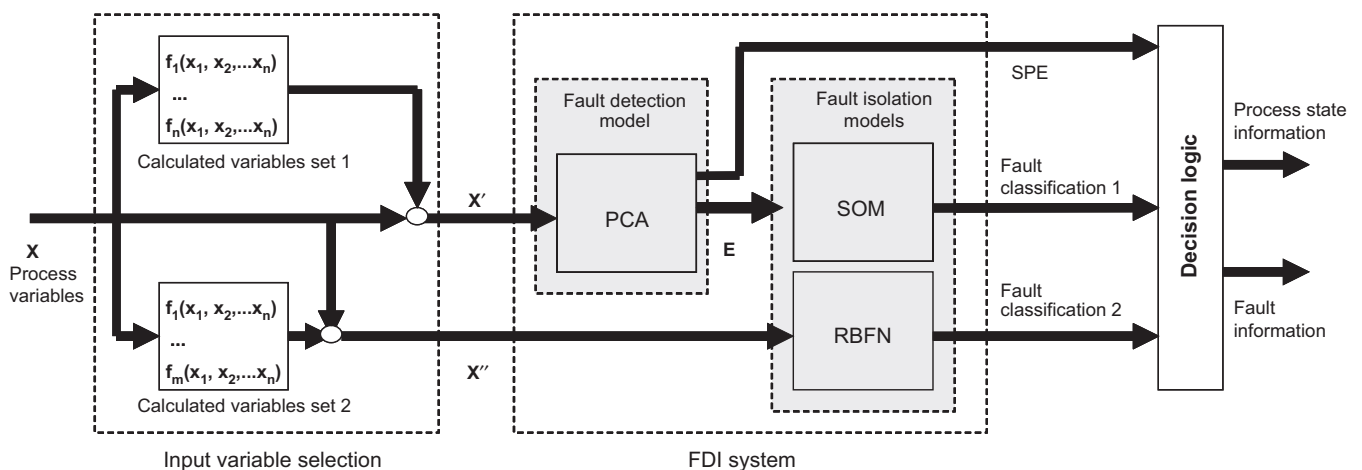 f₁(x₁, x₂,...xₙ)
...
fₙ(x₁, x₂,...xₙ)
Calculated variables set 1
X
Process
variables
f₁(x₁, x₂,...xₙ)
...
fₘ(x₁, x₂,...xₙ)
Calculated variables set 2
Input variable selection
X′
X′′
Fault detection
model
PCA
E
Fault isolation
models
SOM
RBFN
FDI system
SPE
Fault
classification 1
Fault
classification 2
Decision logic
Process state
information
Fault
information